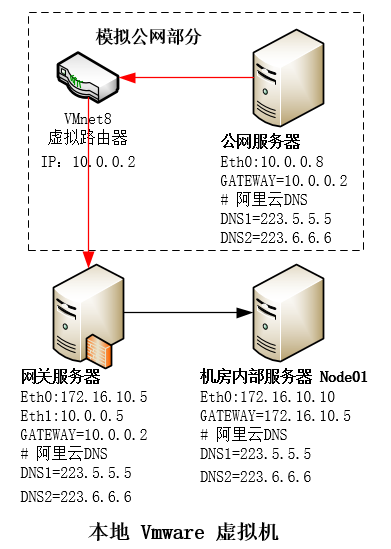 模拟公网部分
VMnet8
虚拟路由器
IP: 10.0.0.2
公网服务器
Eth0:10.0.0.8
GATEWAY=10.0.0.2
# 阿里云DNS
DNS1=223.5.5.5
DNS2=223.6.6.6
网关服务器
Eth0:172.16.10.5
Eth1:10.0.0.5
GATEWAY=10.0.0.2
# 阿里云DNS
DNS1=223.5.5.5
DNS2=223.6.6.6
机房内部服务器 Node01
Eth0:172.16.10.10
GATEWAY=172.16.10.5
# 阿里云DNS
DNS1=223.5.5.5
DNS2=223.6.6.6
本地 Vmware 虚拟机